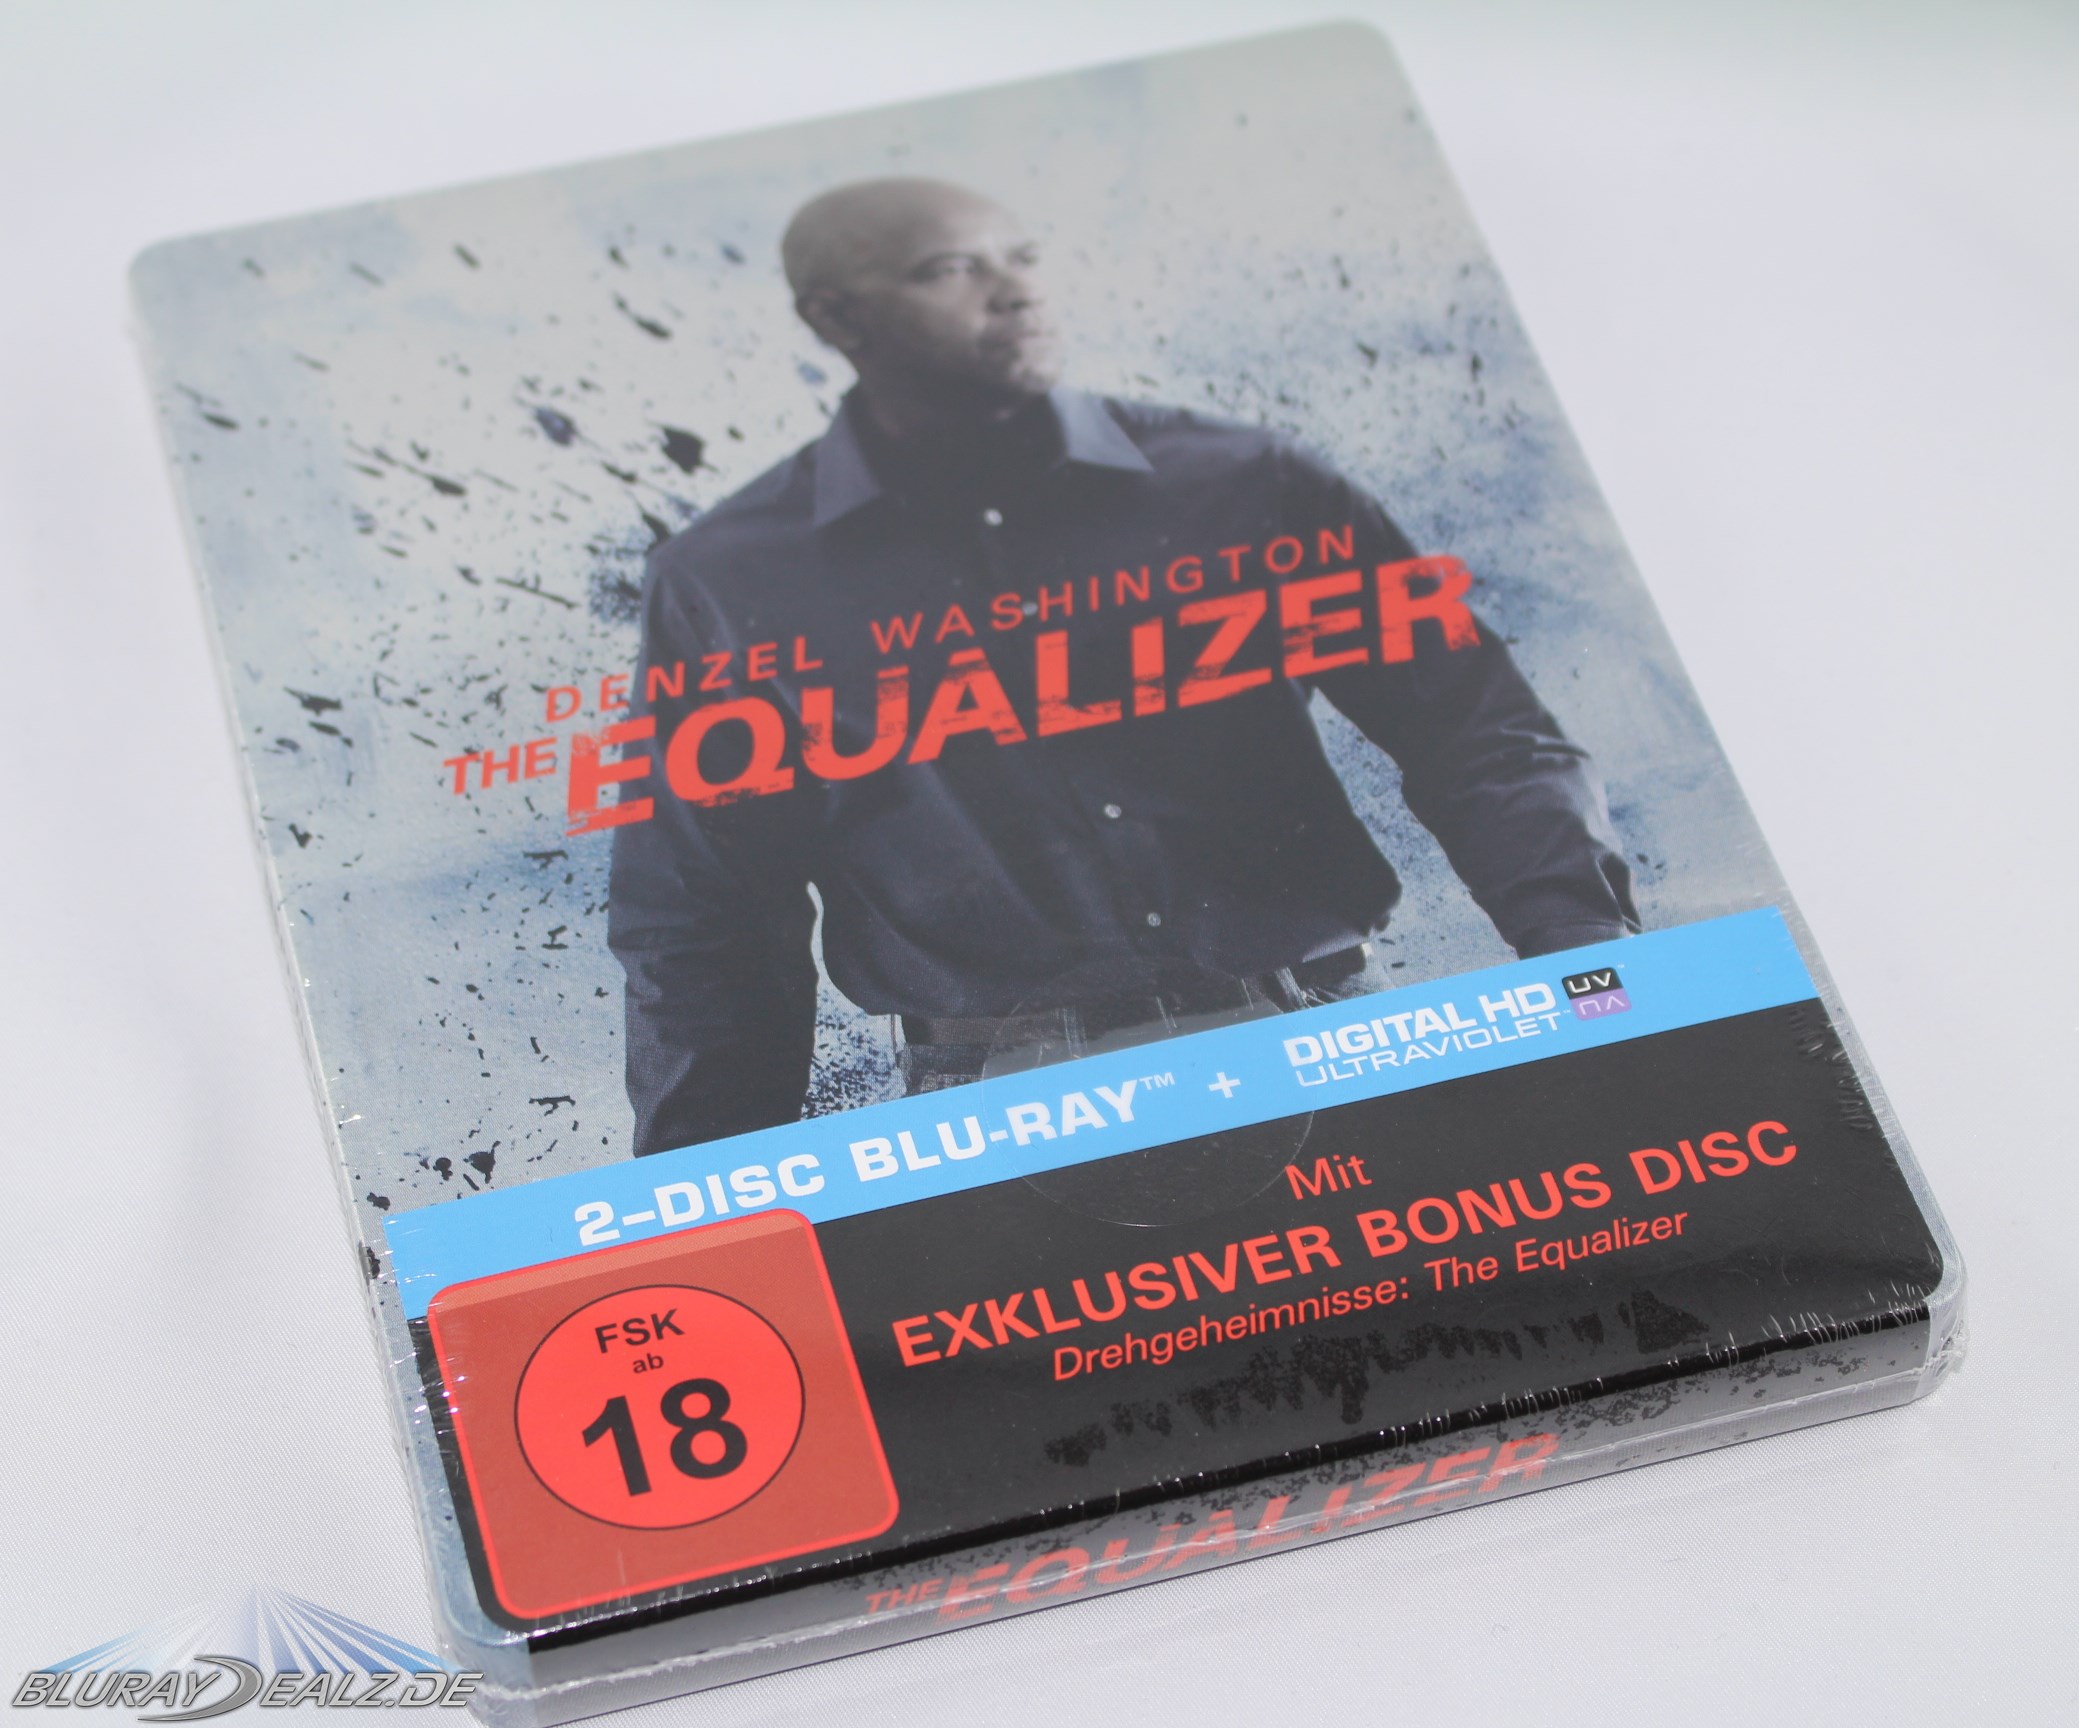 DENZEL WASHINGTON
THE EQUALIZER
2-DISC BLU-RAY™ + DIGITAL HD ULTRAVIOLET™ UV
Mit
EXKLUSIVER BONUS DISC
Drehgeheimnisse: The Equalizer
FSK
ab
18
THE EQUALIZER
BLURAYDEALZ.DE